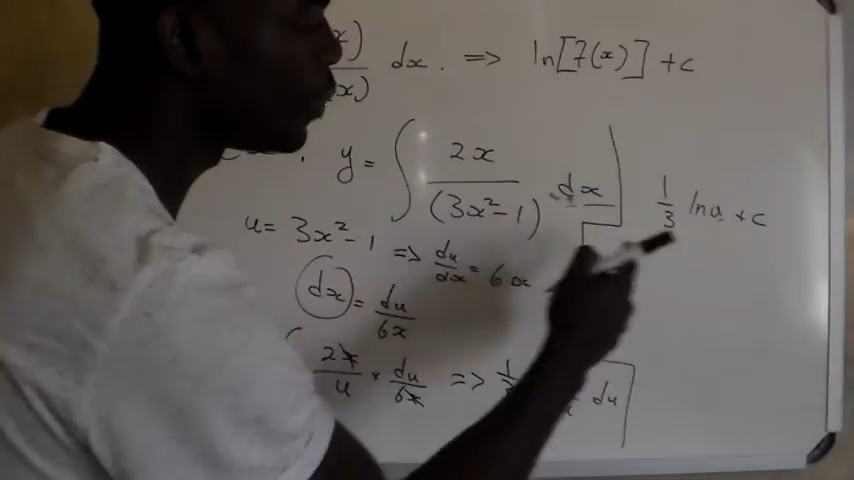 x) / x) dx. => ln[f(x)] + c
y = ∫ 2x / (3x²-1) dx
1/3 ln u + c
u = 3x²-1 => du/dx = 6x
dx = du/6x
2x/u × du/6x => 1/ du